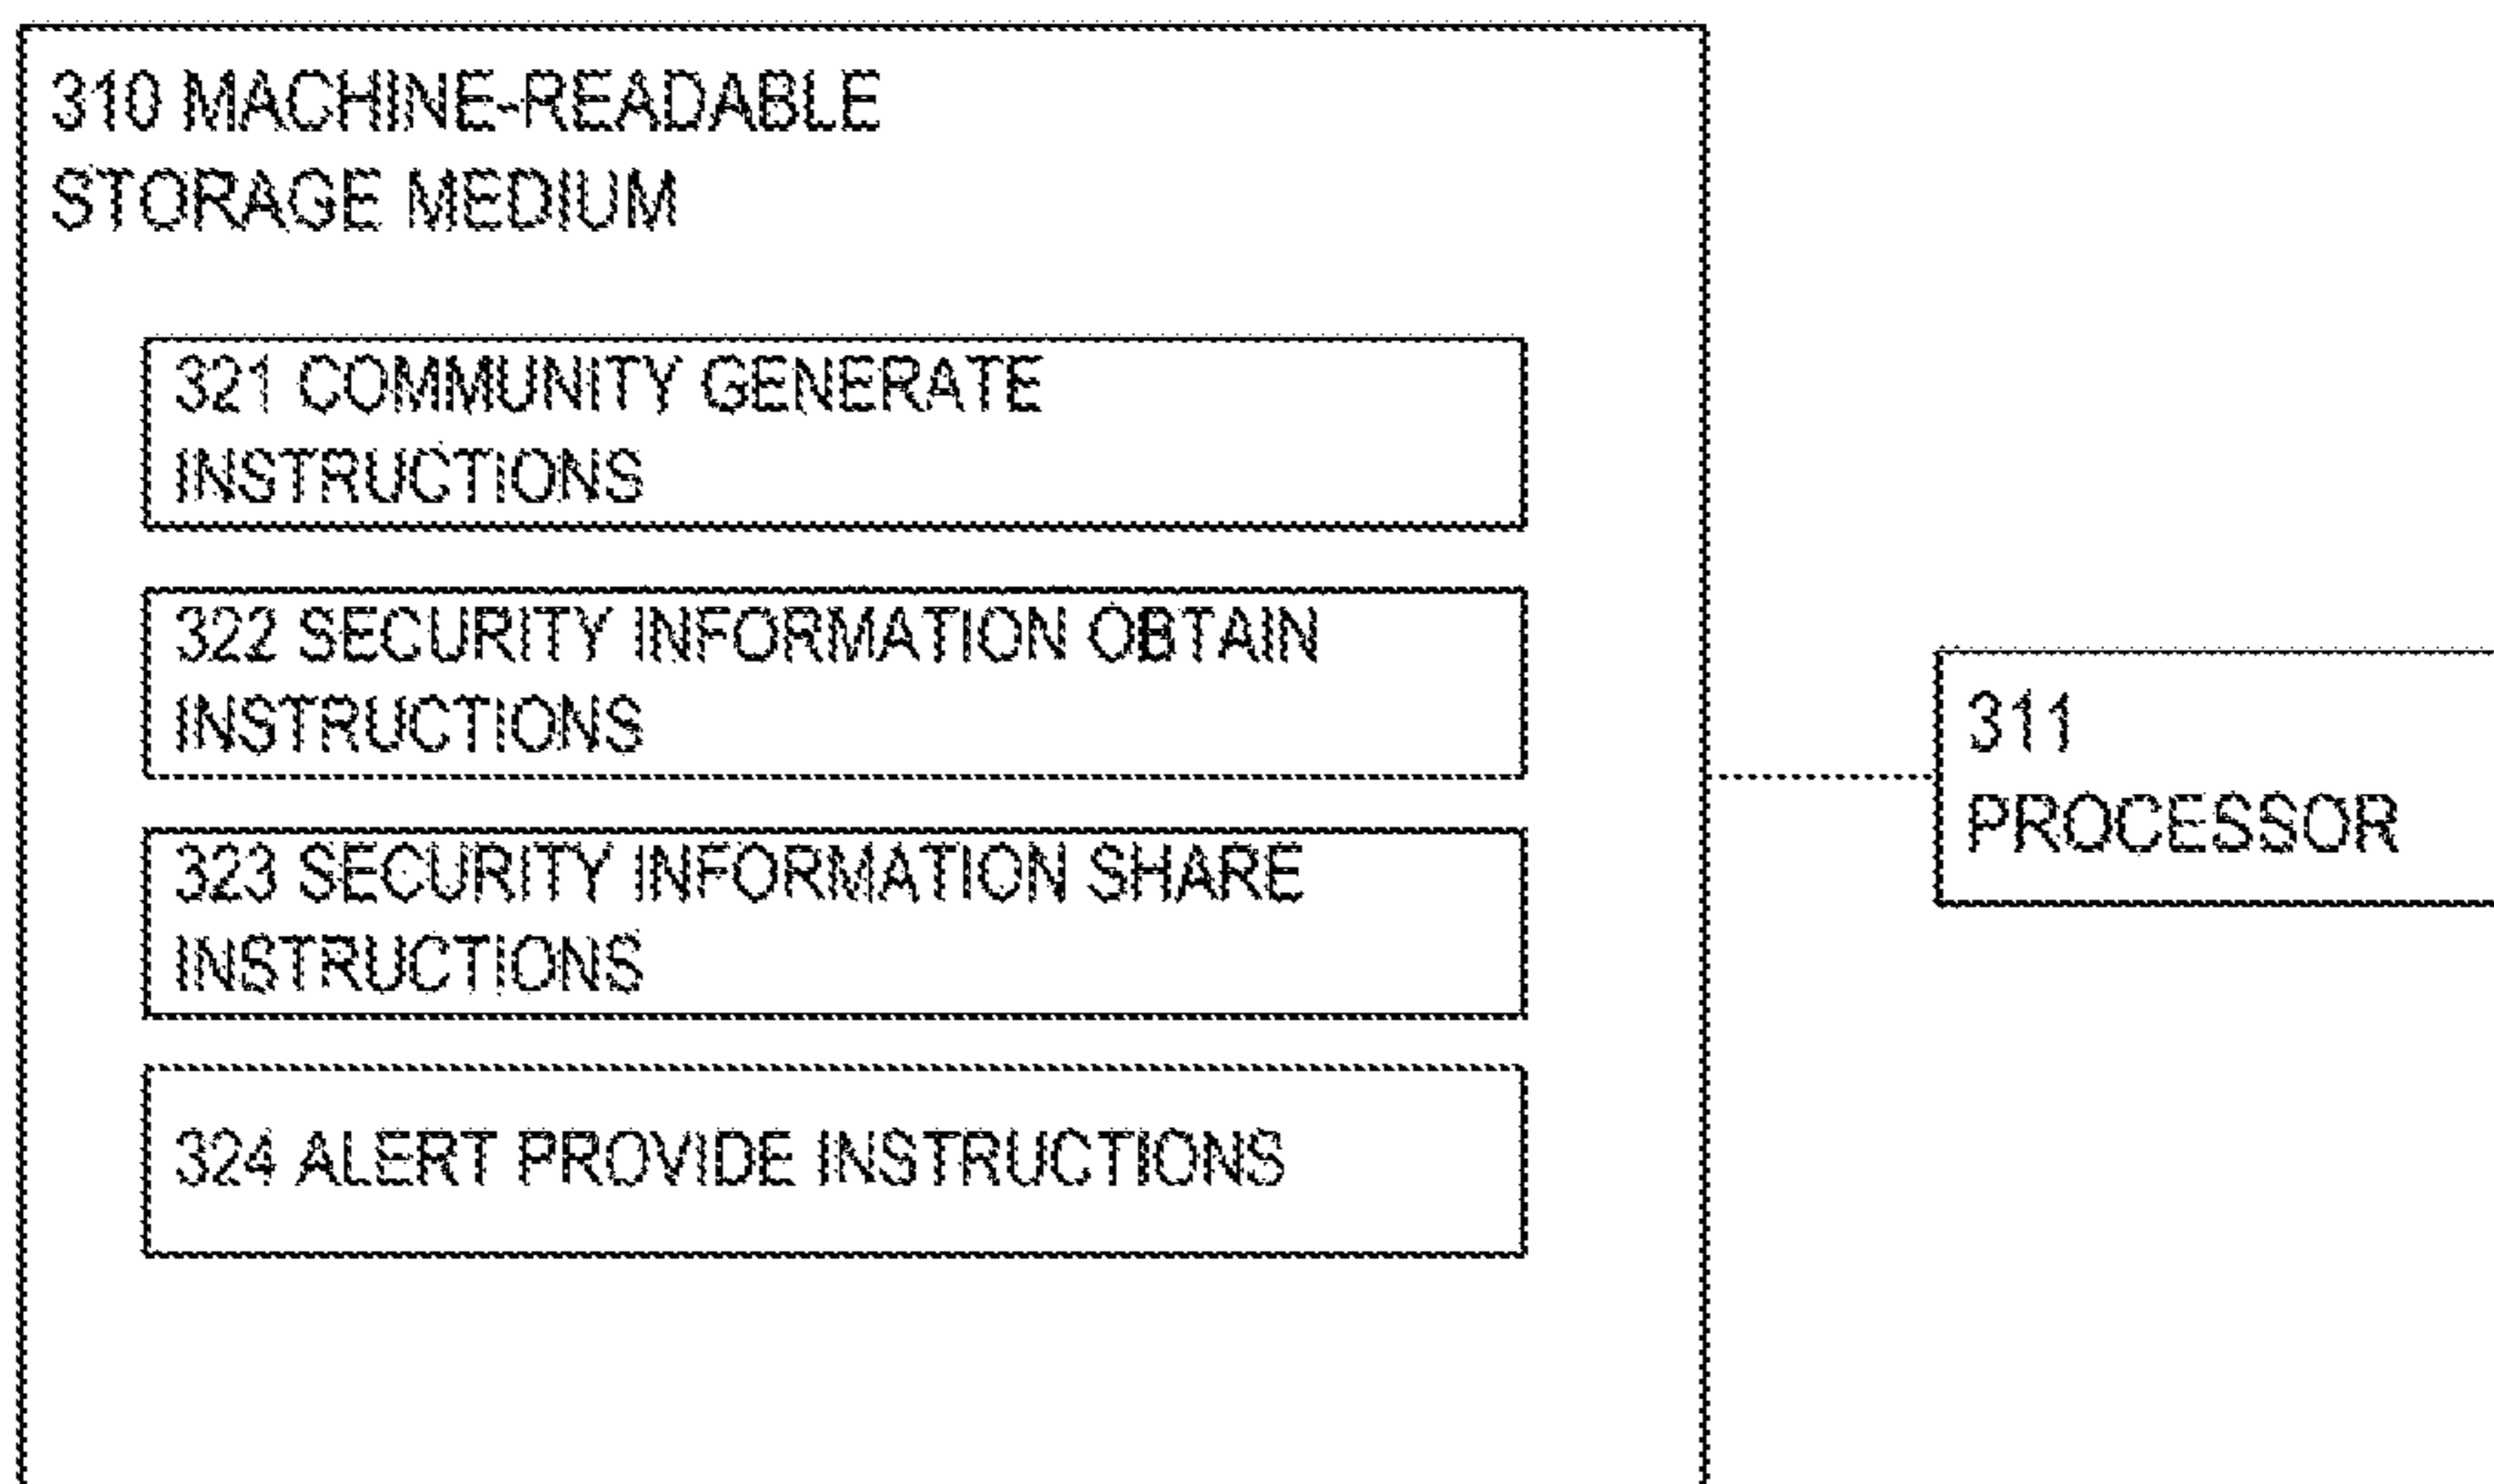 310 MACHINE-READABLE
STORAGE MEDIUM
321 COMMUNITY GENERATE
INSTRUCTIONS
322 SECURITY INFORMATION OBTAIN
INSTRUCTIONS
323 SECURITY INFORMATION SHARE
INSTRUCTIONS
324 ALERT PROVIDE INSTRUCTIONS
311
PROCESSOR